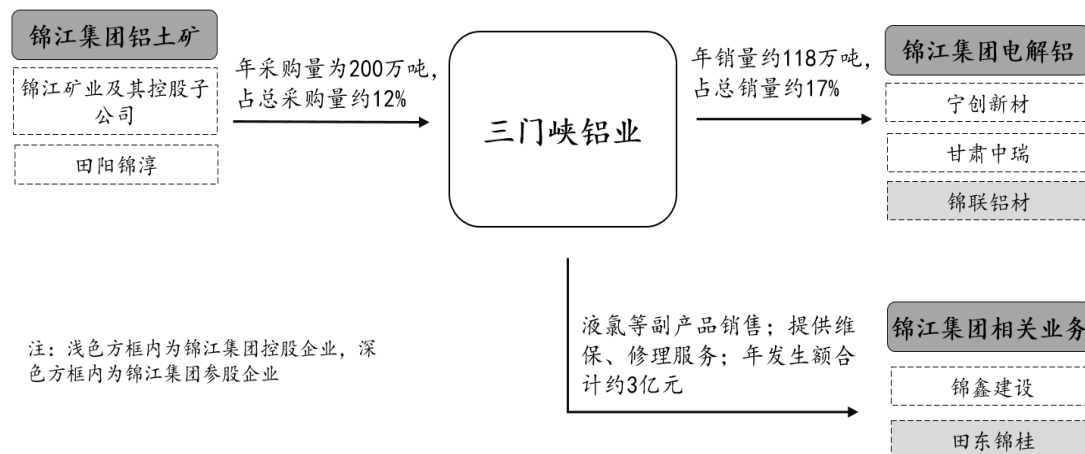 锦江集团铝土矿
锦江矿业及其控股子
公司
田阳锦淳
年采购量为200万吨，
占总采购量约12%
三门峡铝业
年销量约118万吨，
占总销量约17%
锦江集团电解铝
宁创新材
甘肃中瑞
锦联铝材
液氯等副产品销售；提供维
保、修理服务；年发生额合
计约3亿元
锦江集团相关业务
锦鑫建设
田东锦桂
注：浅色方框内为锦江集团控股企业，深
色方框内为锦江集团参股企业